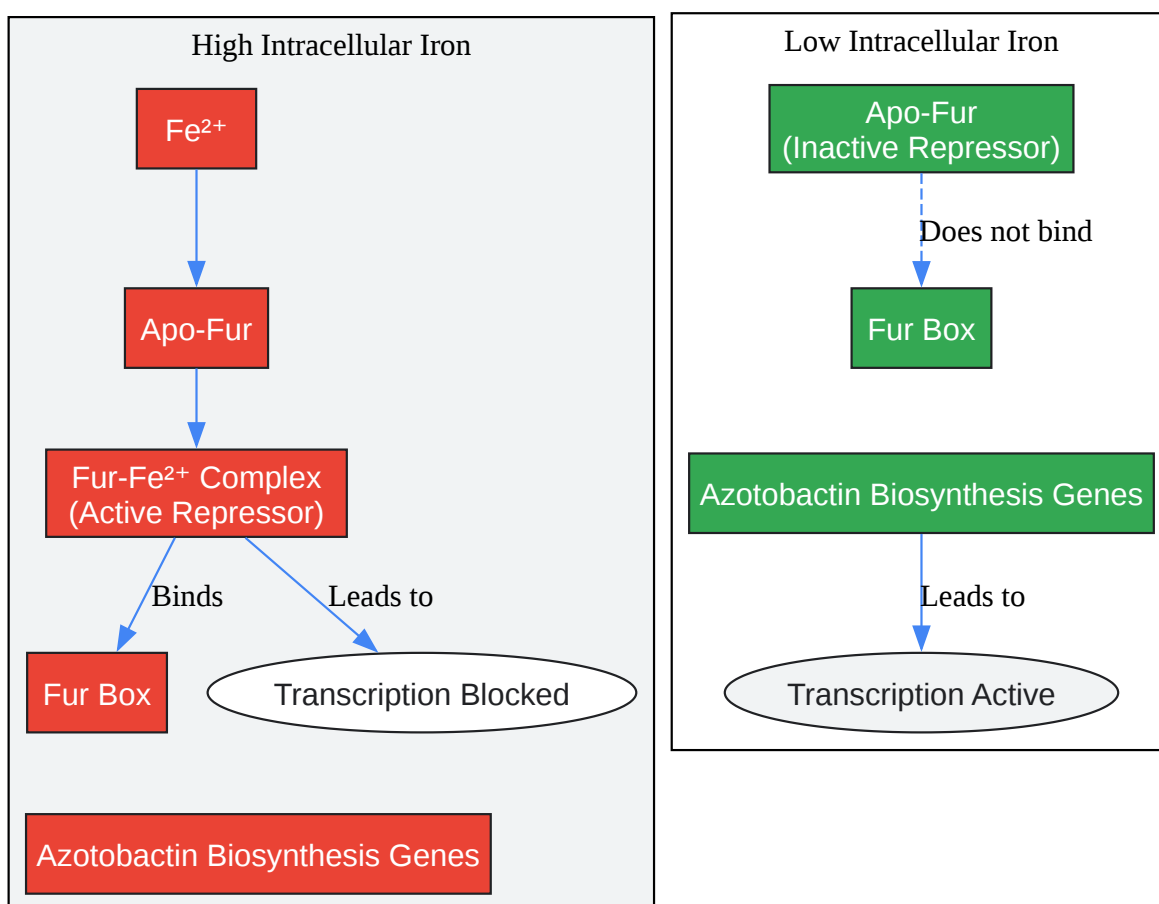 High Intracellular Iron
Fe²⁺
Apo-Fur
Fur-Fe²⁺ Complex
(Active Repressor)
Binds
Leads to
Fur Box
Transcription Blocked
Azotobactin Biosynthesis Genes
Low Intracellular Iron
Apo-Fur
(Inactive Repressor)
Does not bind
Fur Box
Azotobactin Biosynthesis Genes
Leads to
Transcription Active